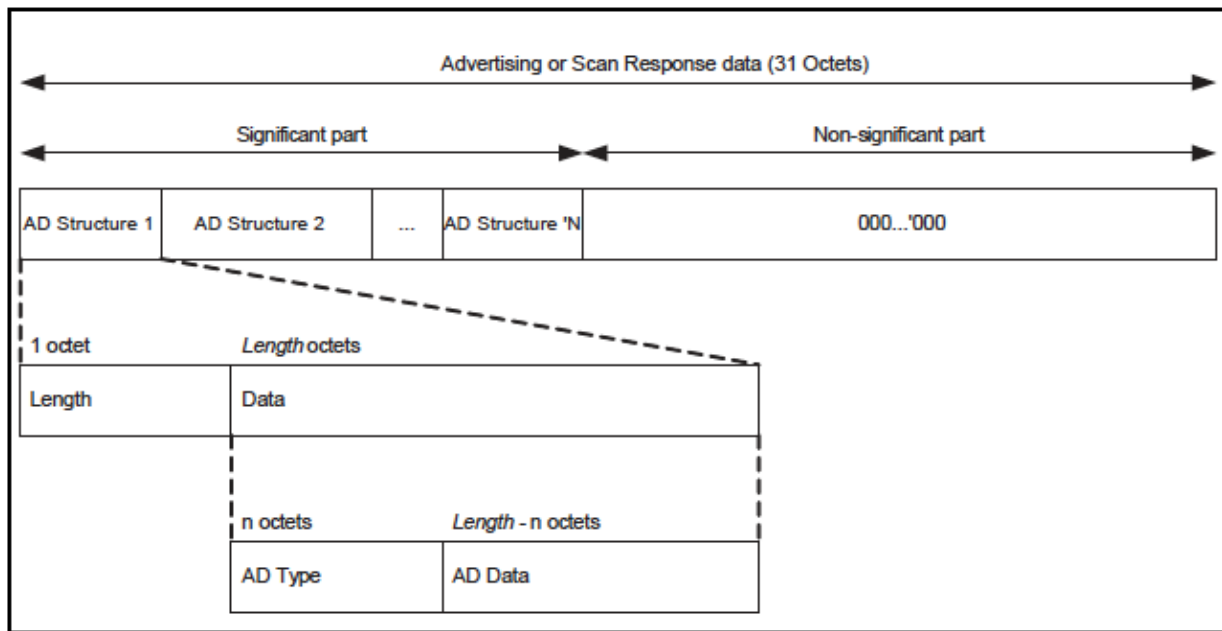 Advertising or Scan Response data (31 Octets)
Significant part
Non-significant part
AD Structure 1
AD Structure 2
...
AD Structure 'N
000...'000
1 octet
Length octets
Length
Data
n octets
Length - n octets
AD Type
AD Data